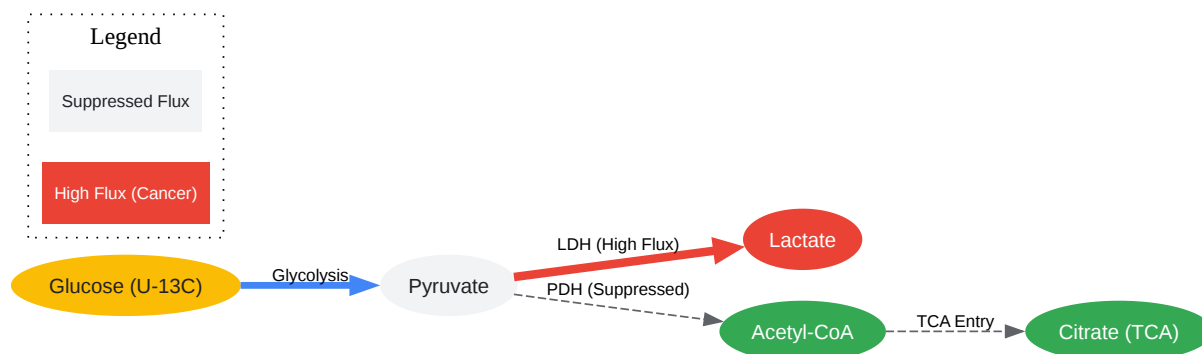 Legend
Suppressed Flux
High Flux (Cancer)
Glucose (U-13C)
Glycolysis
Pyruvate
LDH (High Flux)
Lactate
PDH (Suppressed)
Acetyl-CoA
TCA Entry
Citrate (TCA)